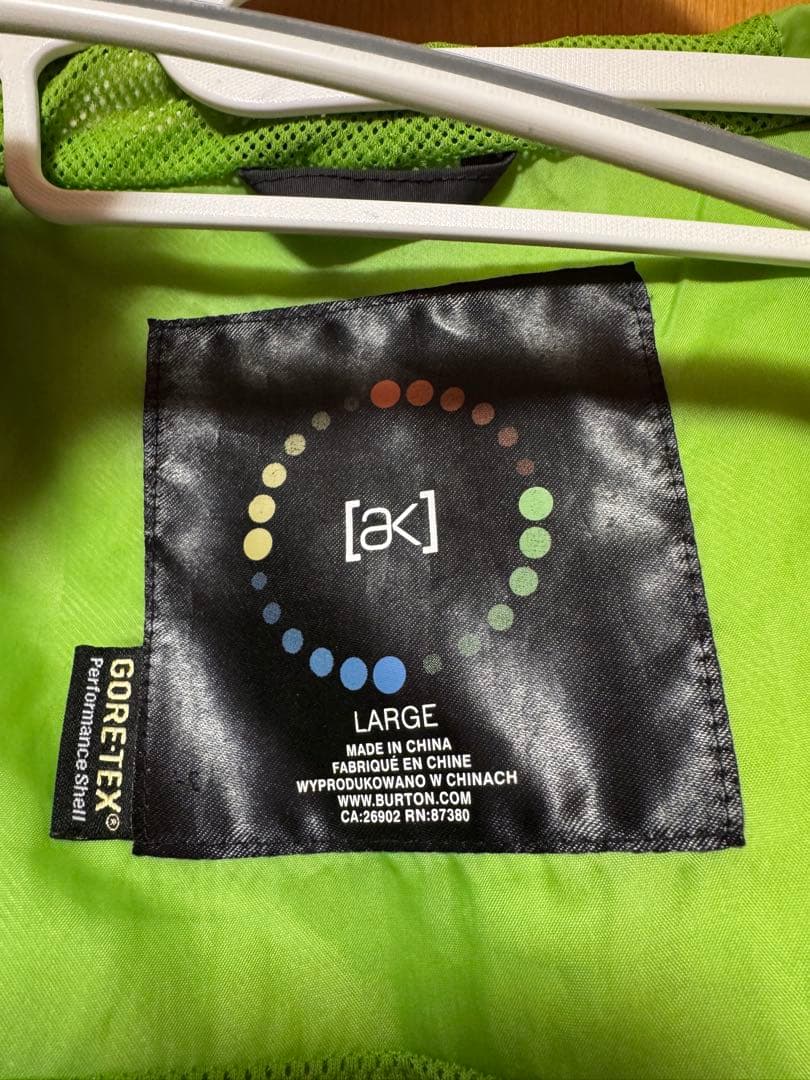 [ak]
LARGE
MADE IN CHINA
FABRIQUÉ EN CHINE
WYPRODUKOWANO W CHINACH
WWW.BURTON.COM
CA:26902 RN:87380
GORE-TEX®
Performance Shell